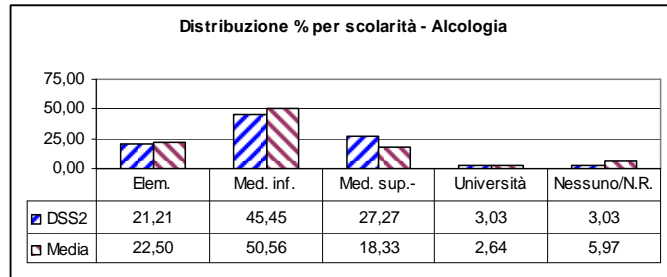 Distribuzione % per scolarità - Alcologia
75,00
50,00
25,00
0,00
Elem. Med. inf. Med. sup.- Università Nessuno/N.R.
DSS2 21,21 45,45 27,27 3,03 3,03
Media 22,50 50,56 18,33 2,64 5,97